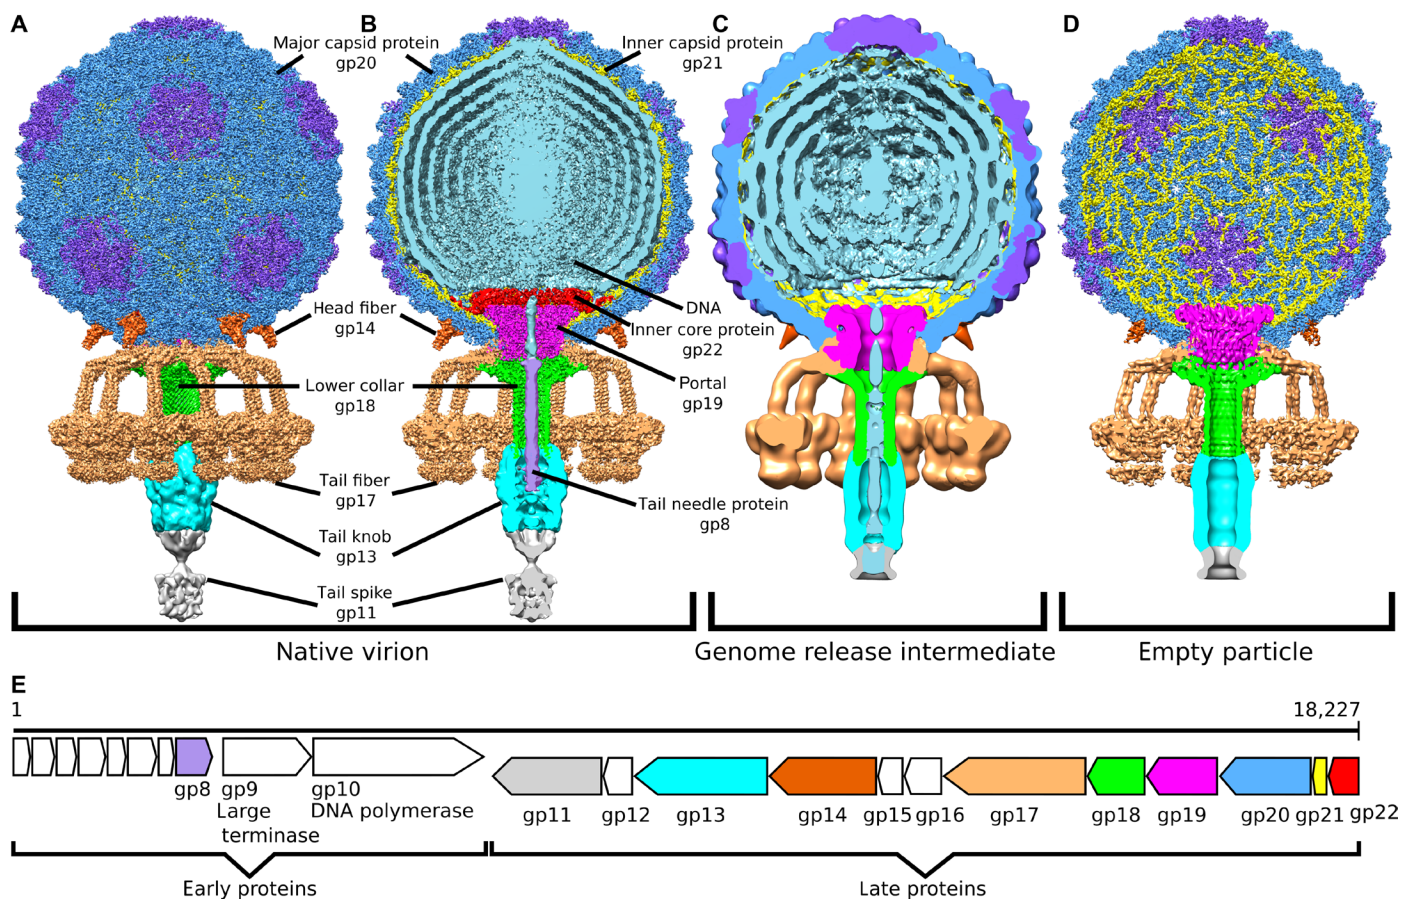 A
B
C
D
Major capsid protein
gp20
Inner capsid protein
gp21
Head fiber
gp14
DNA
Inner core protein
gp22
Lower collar
gp18
Portal
gp19
Tail fiber
gp17
Tail needle protein
gp8
Tail knob
gp13
Tail spike
gp11
Native virion
Genome release intermediate
Empty particle
E
1
18,227
gp8
gp9
gp10
Large
terminase
DNA polymerase
gp11
gp12
gp13
gp14
gp15
gp16
gp17
gp18
gp19
gp20
gp21
gp22
Early proteins
Late proteins